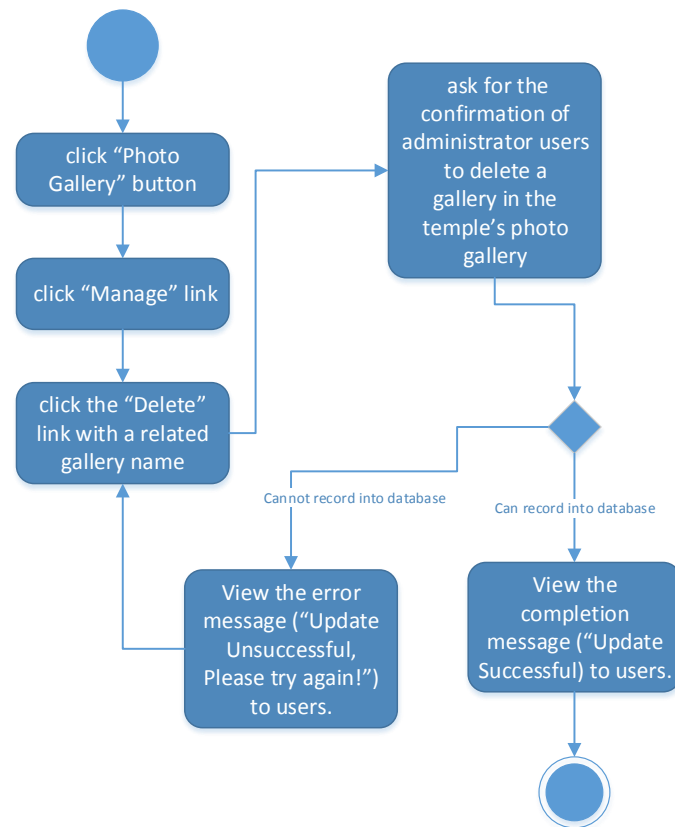 click “Photo
Gallery” button
click “Manage” link
click the “Delete”
link with a related
gallery name
ask for the
confirmation of
administrator users
to delete a
gallery in the
temple’s photo
gallery
Cannot record into database
Can record into database
View the error
message (“Update
Unsuccessful,
Please try again!”)
to users.
View the
completion
message (“Update
Successful) to users.